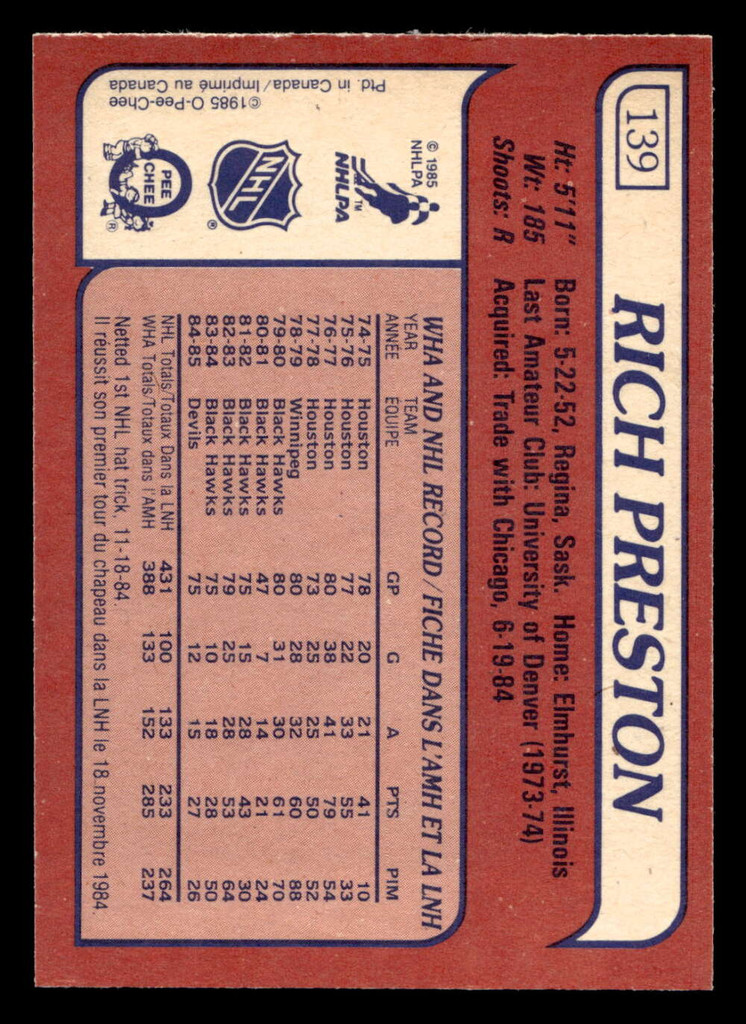 139
RICH PRESTON
Ht: 5'11" Born: 5-22-52, Regina, Sask. Home: Elmhurst, Illinois
Wt: 185 Last Amateur Club: University of Denver (1973-74)
Shoots: R Acquired: Trade with Chicago, 6-19-84
© 1985
NHLPA
NHLPA
TM
NHL
®
O
PEE
CHEE
®
©1985 O-Pee-Chee
Ptd. in Canada/Imprimé au Canada
WHA AND NHL RECORD/FICHE DANS L'AMH ET LA LNH
YEAR TEAM
ANNÉE ÉQUIPE GP G A PTS PIM
74-75 Houston 78 20 21 41 10
75-76 Houston 77 22 33 55 33
76-77 Houston 80 38 41 79 54
77-78 Houston 73 25 25 50 52
78-79 Winnipeg 80 28 32 60 88
79-80 Black Hawks 80 31 30 61 70
80-81 Black Hawks 47 7 14 21 24
81-82 Black Hawks 75 15 28 43 30
82-83 Black Hawks 79 25 28 53 64
83-84 Black Hawks 75 10 18 28 50
84-85 Devils 75 12 15 27 26
NHL Totals/Totaux Dans la LNH 431 100 133 233 264
WHA Totals/Totaux dans l'AMH 388 133 152 285 237
Netted 1st NHL hat trick, 11-18-84.
Il réussit son premier tour du chapeau dans la LNH le 18 novembre 1984.